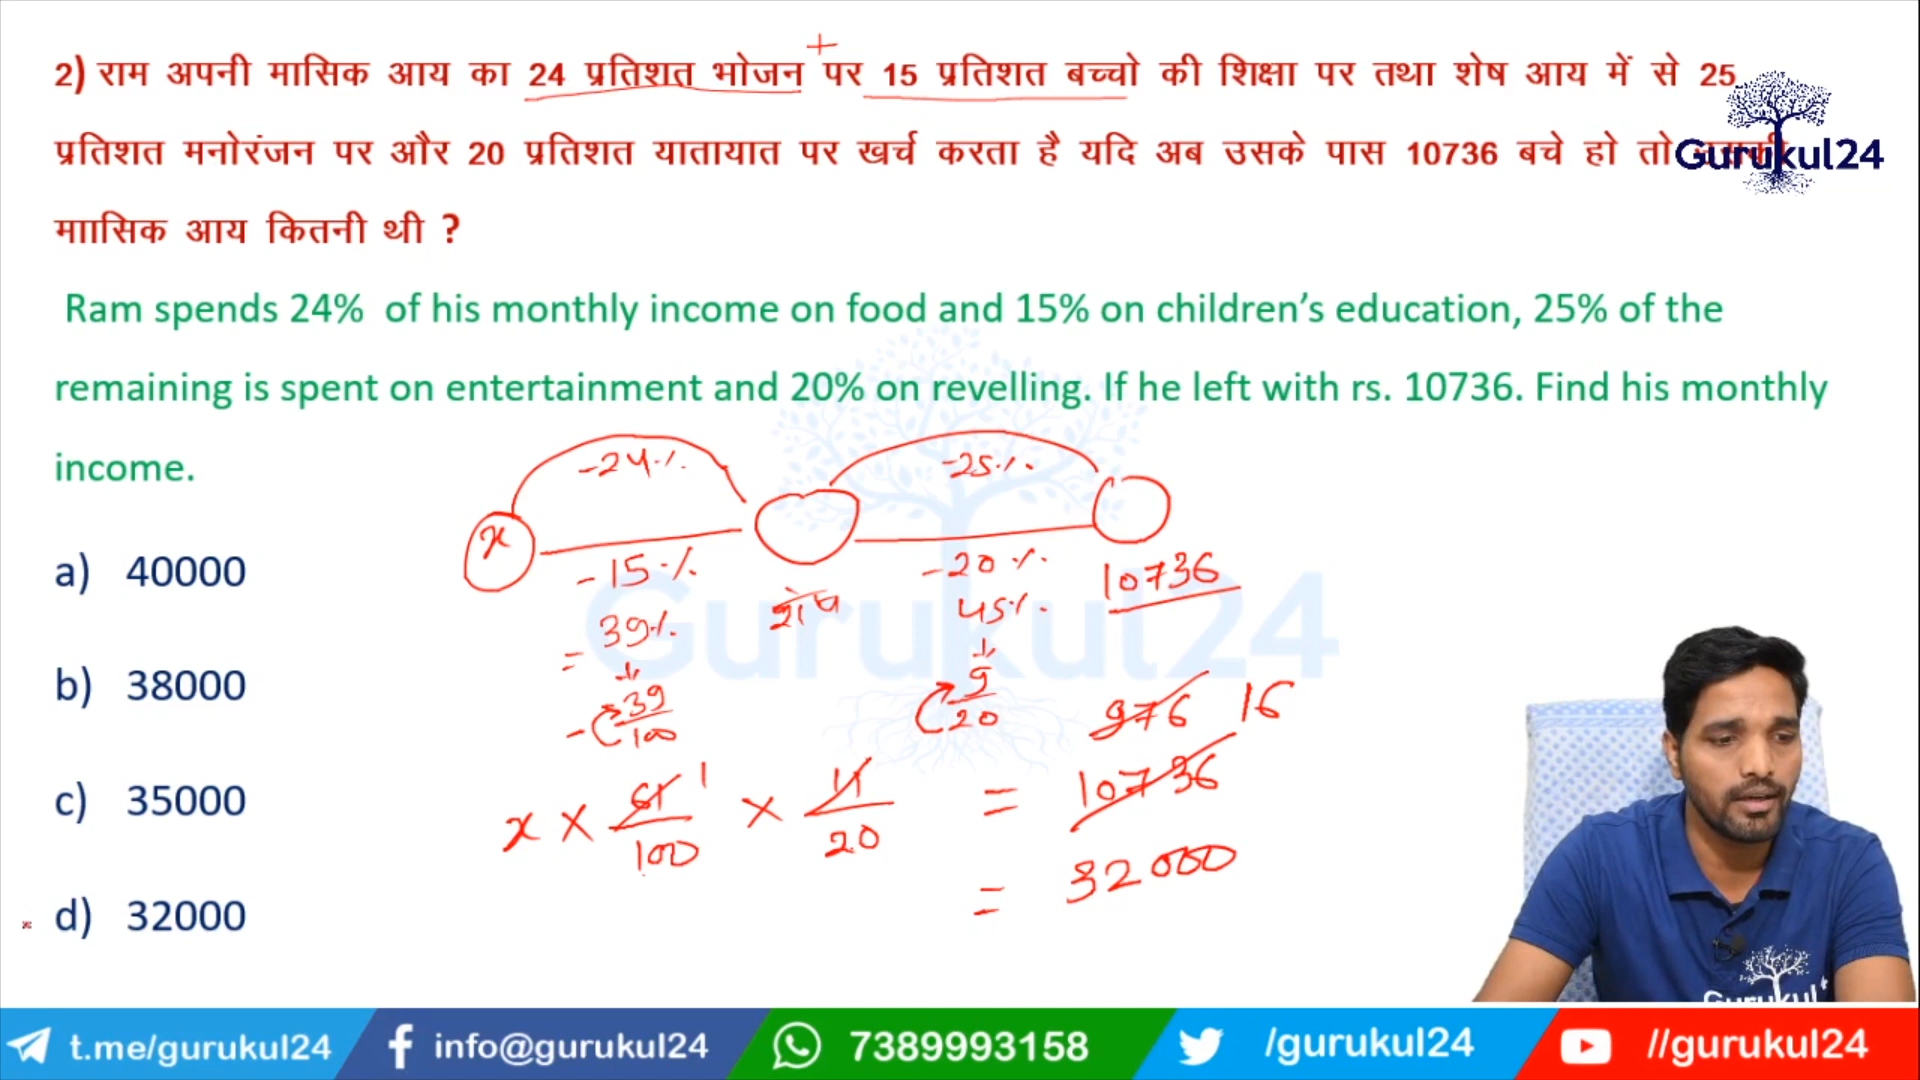 2) राम अपनी मासिक आय का 24 प्रतिशत भोजन पर 15 प्रतिशत बच्चो की शिक्षा पर तथा शेष आय में से 25
प्रतिशत मनोरंजन पर और 20 प्रतिशत यातायात पर खर्च करता है यदि अब उसके पास 10736 बचे हो तो
माासिक आय कितनी थी ?
Gurukul24
Ram spends 24% of his monthly income on food and 15% on children’s education, 25% of the
remaining is spent on entertainment and 20% on revelling. If he left with rs. 10736. Find his monthly
income.
a) 40000
b) 38000
c) 35000
d) 32000
+
-24% -25%
x
-15% -20% 10736
= 39% 45%
- 39/100 9/20 976 16
x × 61/100 1 × 11/20 = 10736
= 32000
Gurukul24
t.me/gurukul24 info@gurukul24 7389993158 /gurukul24 //gurukul24